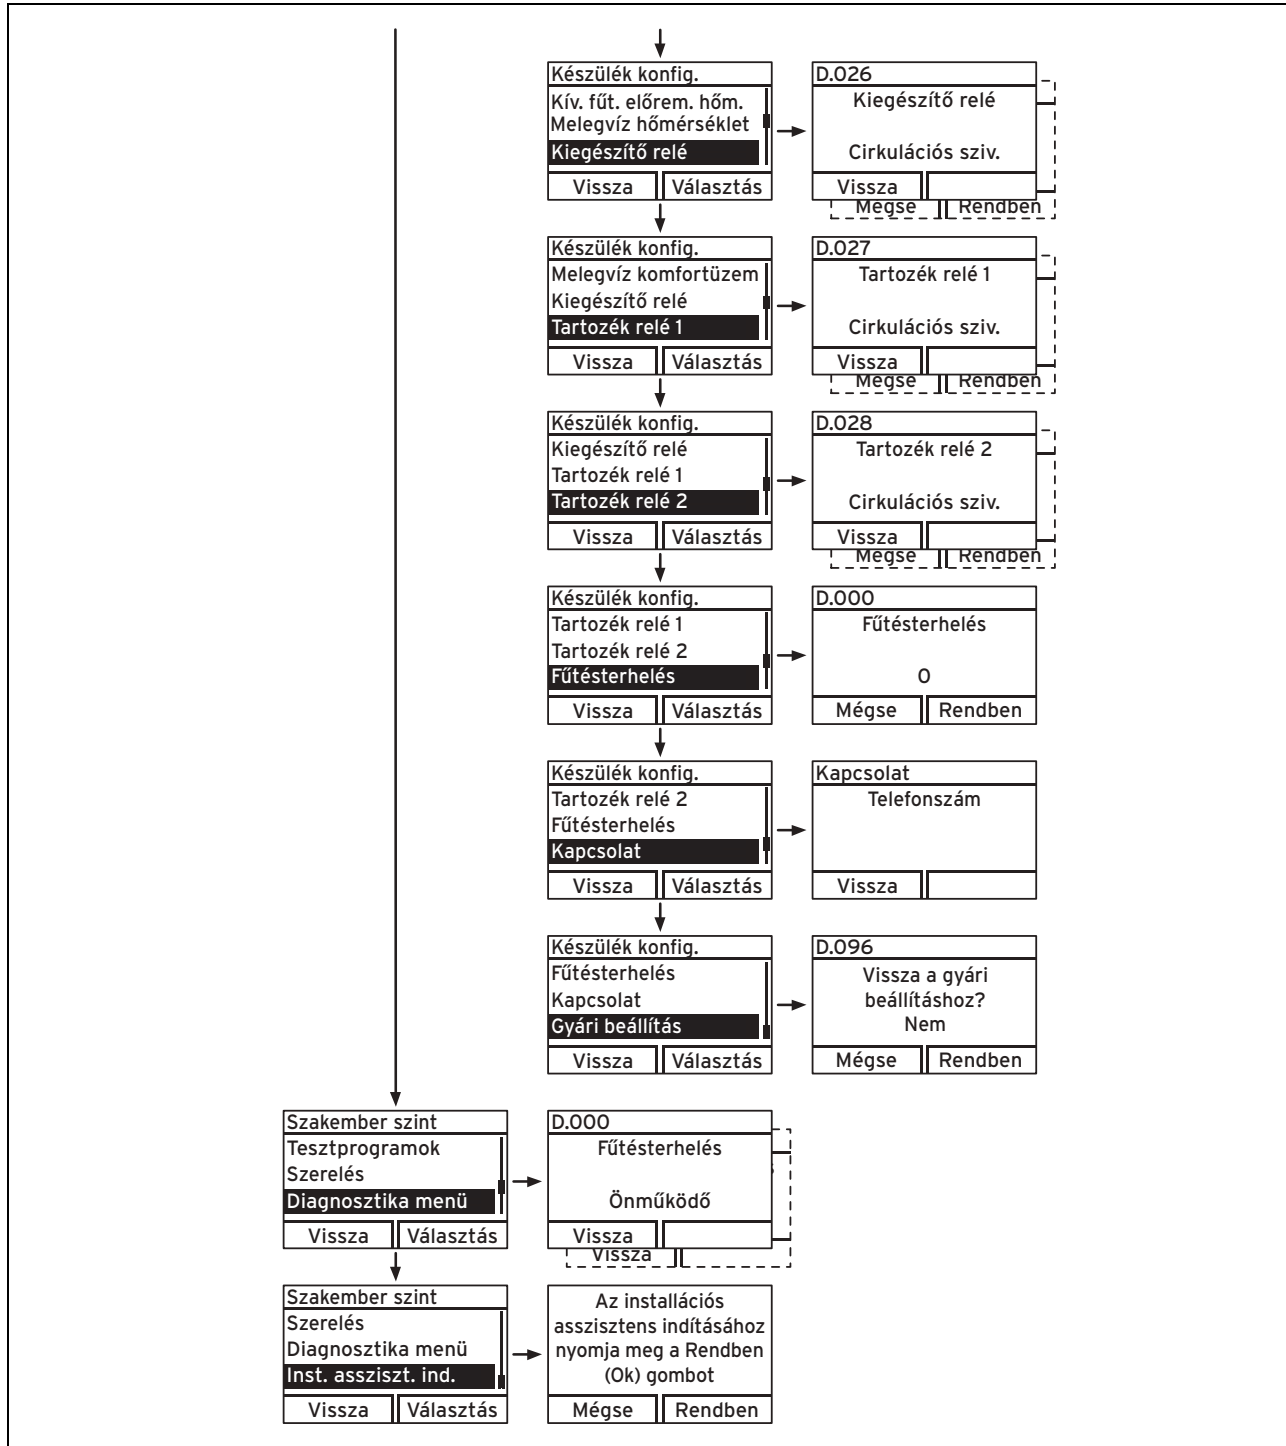 Készülék konfig.
Kív. fűt. előrem. hőm.
Melegvíz hőmérséklet
Kiegészítő relé
Vissza Választás
D.026
Kiegészítő relé
Cirkulációs sziv.
Vissza
Mégse Rendben
Készülék konfig.
Melegvíz komfortüzem
Kiegészítő relé
Tartozék relé 1
Vissza Választás
D.027
Tartozék relé 1
Cirkulációs sziv.
Vissza
Mégse Rendben
Készülék konfig.
Kiegészítő relé
Tartozék relé 1
Tartozék relé 2
Vissza Választás
D.028
Tartozék relé 2
Cirkulációs sziv.
Vissza
Mégse Rendben
Készülék konfig.
Tartozék relé 1
Tartozék relé 2
Fűtésterhelés
Vissza Választás
D.000
Fűtésterhelés
0
Mégse Rendben
Készülék konfig.
Tartozék relé 2
Fűtésterhelés
Kapcsolat
Vissza Választás
Kapcsolat
Telefonszám
Vissza
Készülék konfig.
Fűtésterhelés
Kapcsolat
Gyári beállítás
Vissza Választás
D.096
Vissza a gyári
beállításhoz?
Nem
Mégse Rendben
Szakember szint
Tesztprogramok
Szerelés
Diagnosztika menü
Vissza Választás
D.000
Fűtésterhelés
Önműködő
Vissza
Vissza
Szakember szint
Szerelés
Diagnosztika menü
Inst. assziszt. ind.
Vissza Választás
Az installációs
asszisztens indításához
nyomja meg a Rendben
(Ok) gombot
Mégse Rendben